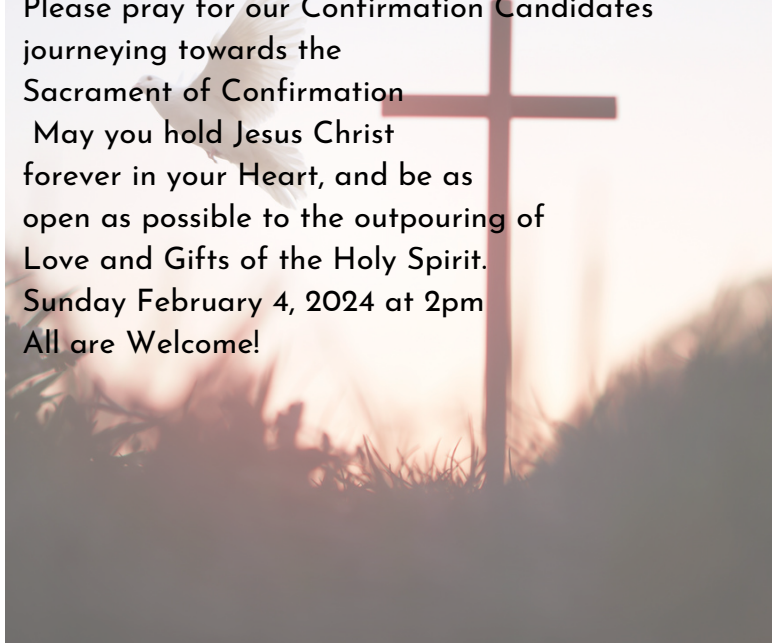 Please pray for our Confirmation Candidates
journeying towards the
Sacrament of Confirmation
May you hold Jesus Christ
forever in your Heart, and be as
open as possible to the outpouring of
Love and Gifts of the Holy Spirit.
Sunday February 4, 2024 at 2pm
All are Welcome!